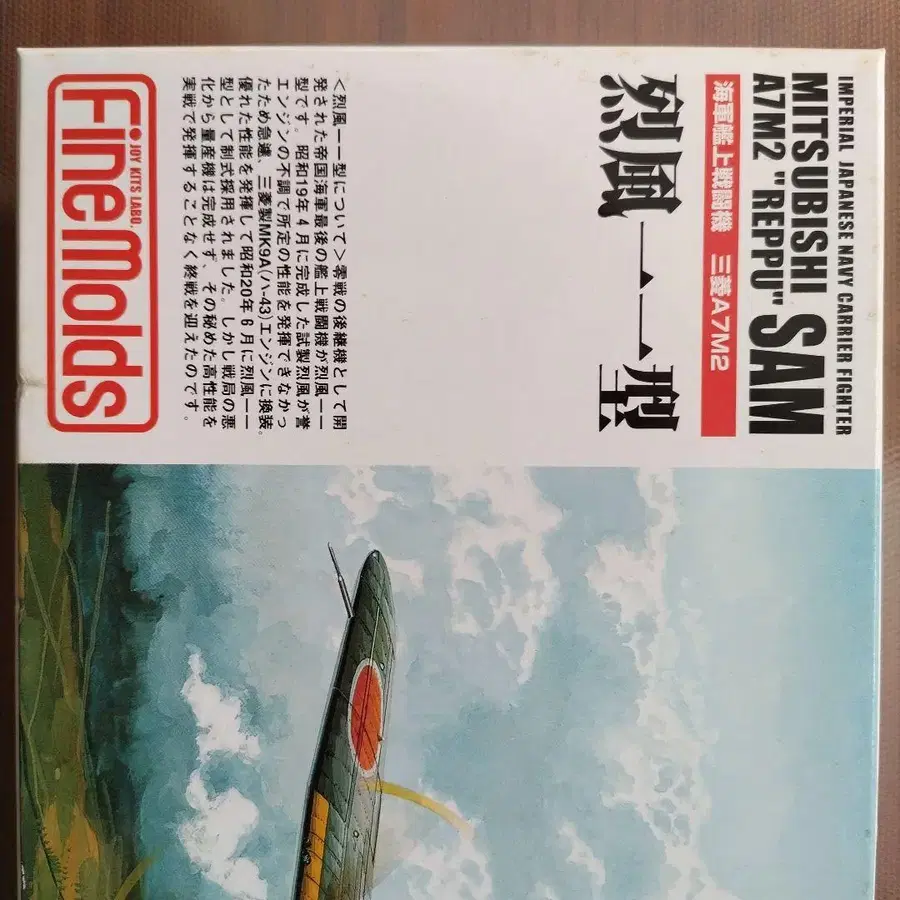 IMPERIAL JAPANESE NAVY CARRIER FIGHTER
MITSUBISHI
A7M2 "REPPU" SAM
海軍艦上戦闘機 三菱A7M2
烈風一一型
<烈風一一型について>零戦の後継機として開
発された帝国海軍最後の艦上戦闘機が烈風一一
型です。昭和19年4月に完成した試製烈風が誉
エンジンの不調で所定の性能を発揮できなかっ
たため急遽、三菱製MK9A(ハ-43)エンジンに換装。
優れた性能を発揮して昭和20年6月に烈風一一
型として制式採用されました。しかし戦局の悪
化から量産機は完成せず、その秘めた高性能を
実戦で発揮することなく終戦を迎えたのです。
JOY KITS LABO.
FineMolds